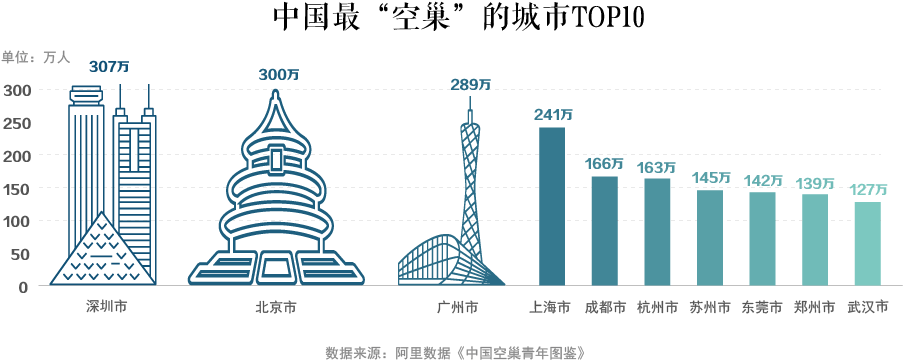 中国最“空巢”的城市TOP10
单位：万人
307万
300万
289万
241万
166万
163万
145万
142万
139万
127万
300
250
200
150
100
50
0
深圳市
北京市
广州市
上海市
成都市
杭州市
苏州市
东莞市
郑州市
武汉市
数据来源：阿里数据《中国空巢青年图鉴》